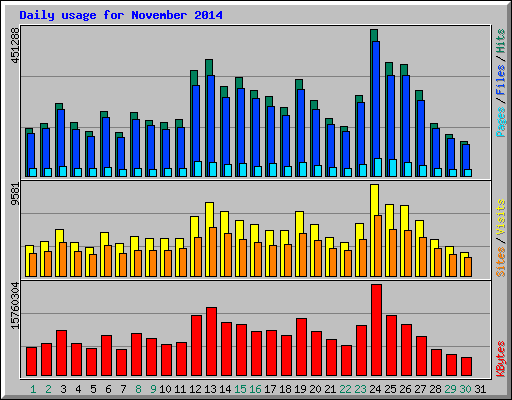 Daily usage for November 2014
451288
Pages / Files / Hits
9581
Sites / Visits
15760304
KBytes
1 2 3 4 5 6 7 8 9 10 11 12 13 14 15 16 17 18 19 20 21 22 23 24 25 26 27 28 29 30 31